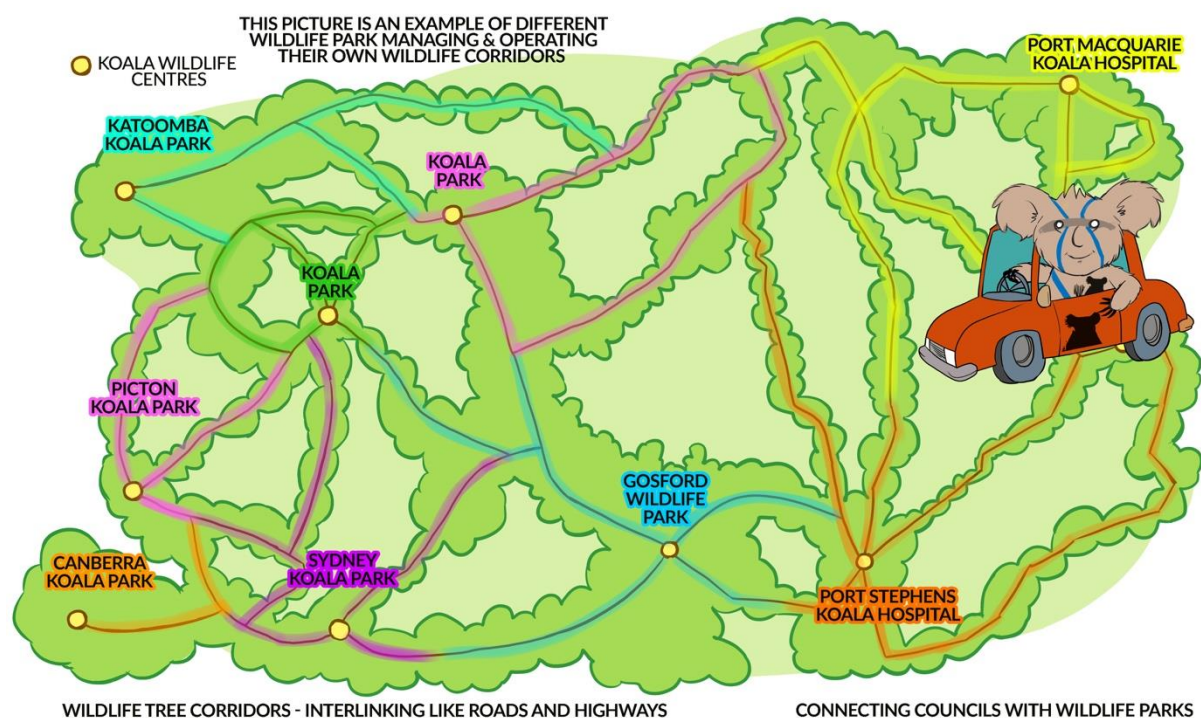 THIS PICTURE IS AN EXAMPLE OF DIFFERENT
WILDLIFE PARK MANAGING & OPERATING
THEIR OWN WILDLIFE CORRIDORS
KOALA WILDLIFE
CENTRES
PORT MACQUARIE
KOALA HOSPITAL
KATOOMBA
KOALA PARK
KOALA
PARK
KOALA
PARK
PICTON
KOALA PARK
GOSFORD
WILDLIFE
PARK
CANBERRA
KOALA PARK
SYDNEY
KOALA PARK
PORT STEPHENS
KOALA HOSPITAL
WILDLIFE TREE CORRIDORS - INTERLINKING LIKE ROADS AND HIGHWAYS
CONNECTING COUNCILS WITH WILDLIFE PARKS